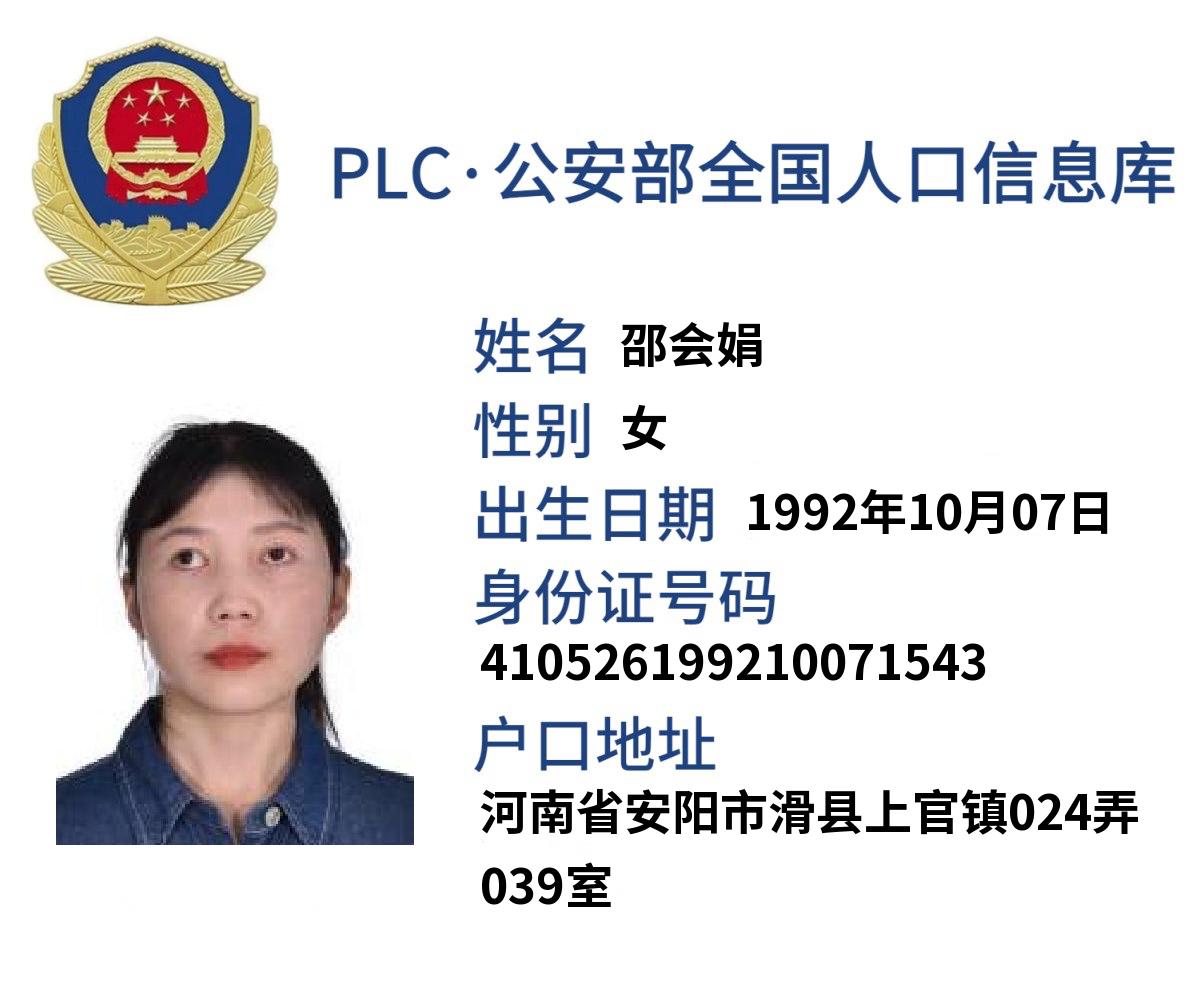 PLC·公安部全国人口信息库
姓名 邵会娟
性别 女
出生日期 1992年10月07日
身份证号码
410526199210071543
户口地址
河南省安阳市滑县上官镇024弄
039室